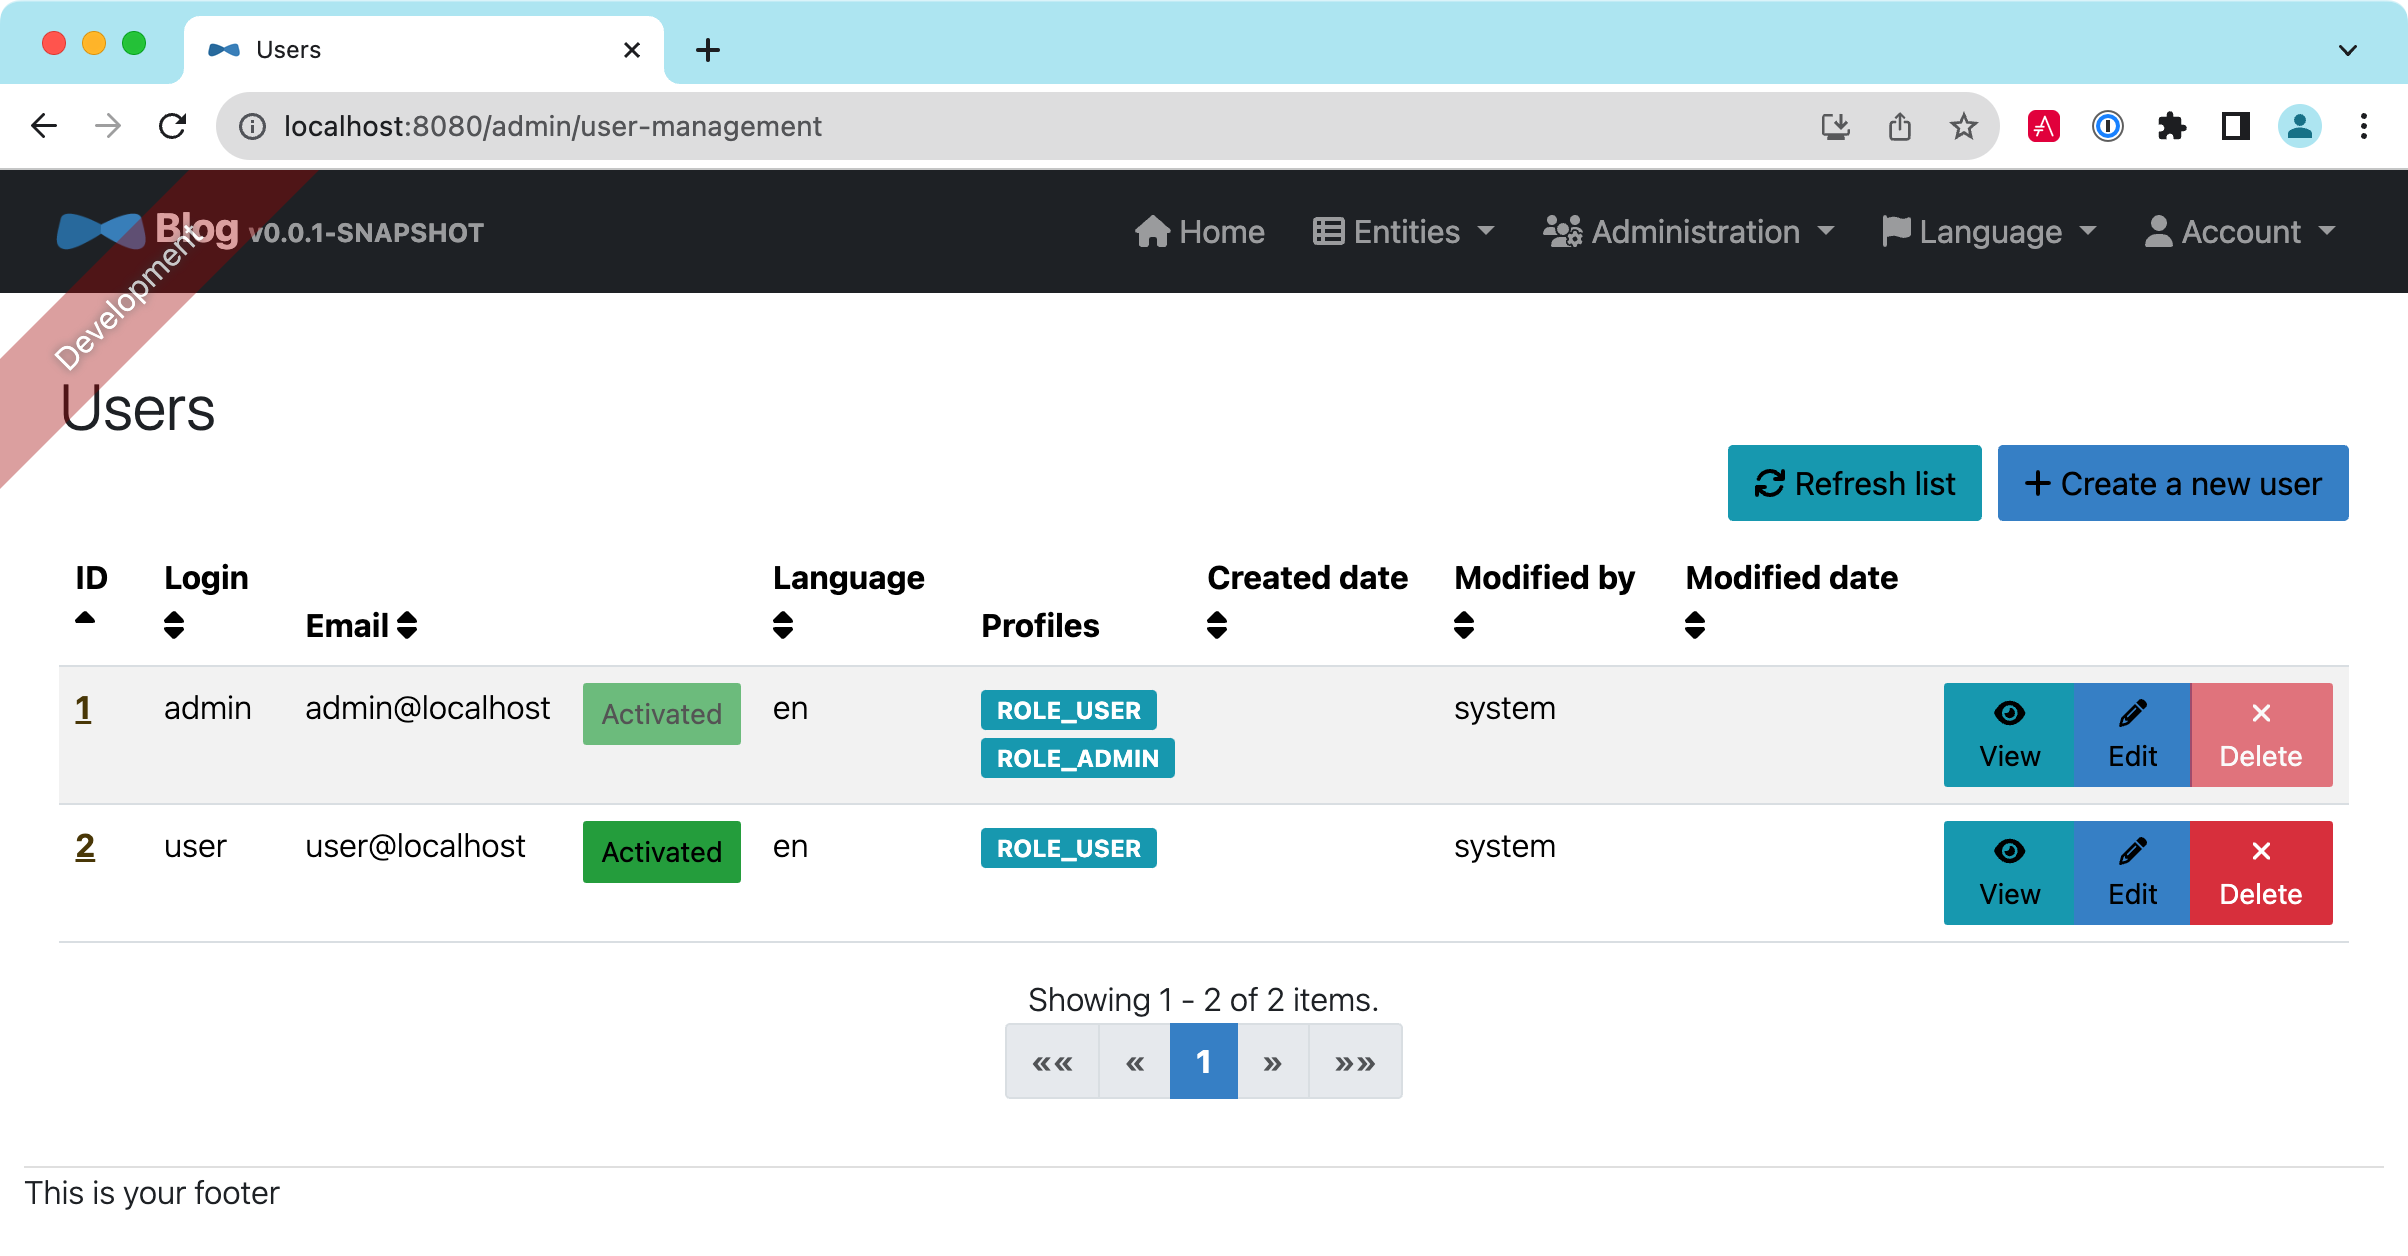 Users
localhost:8080/admin/user-management
Blog v0.0.1-SNAPSHOT Home Entities Administration Language Account
Development
Users
Refresh list Create a new user
ID Login Email Language Profiles Created date Modified by Modified date
1 admin admin@localhost Activated en ROLE_USER system View Edit Delete
ROLE_ADMIN
2 user user@localhost Activated en ROLE_USER system View Edit Delete
Showing 1 - 2 of 2 items.
«« « 1 » »»
This is your footer